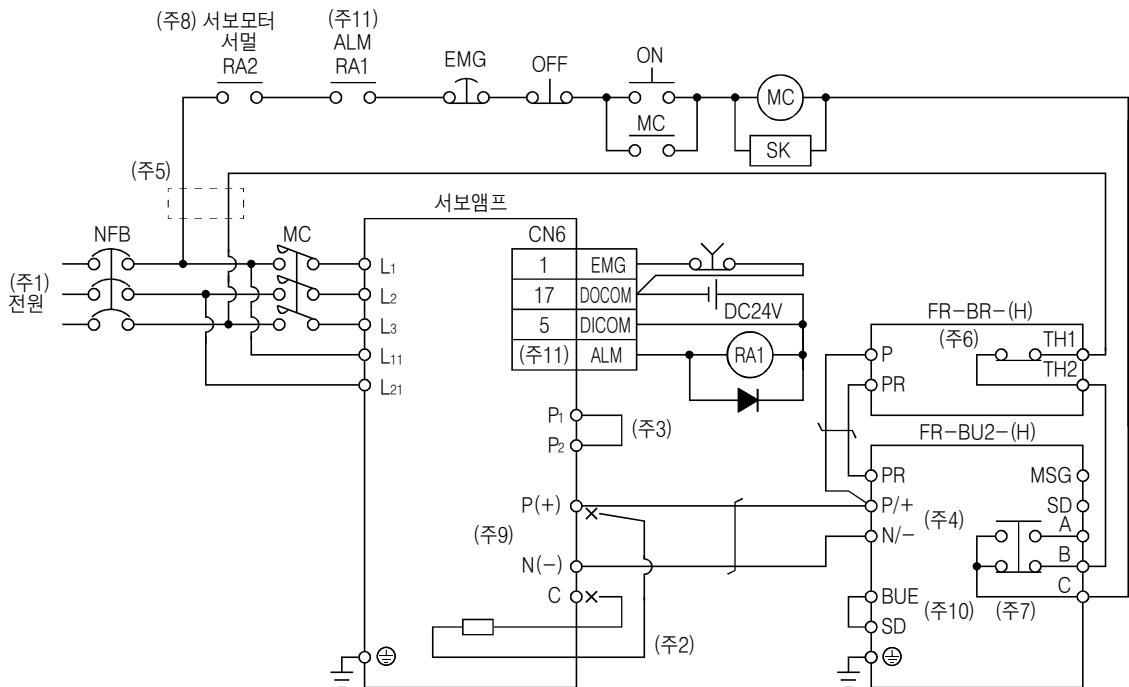 (주8) 서보모터
서멀
RA2
(주11)
ALM
RA1
EMG
OFF
ON
MC
MC
SK
(주5)
서보앰프
NFB
MC
(주1)
전원
L1
L2
L3
L11
L21
CN6
1 EMG
17 DOCOM
5 DICOM
(주11) ALM
DC24V
RA1
P1
P2
(주3)
P(+)
(주9)
N(-)
C
(주2)
FR-BR-(H)
(주6)
P
PR
TH1
TH2
FR-BU2-(H)
PR
P/+
N/-
(주4)
MSG
SD
A
B
C
BUE
SD
(주10)
(주7)